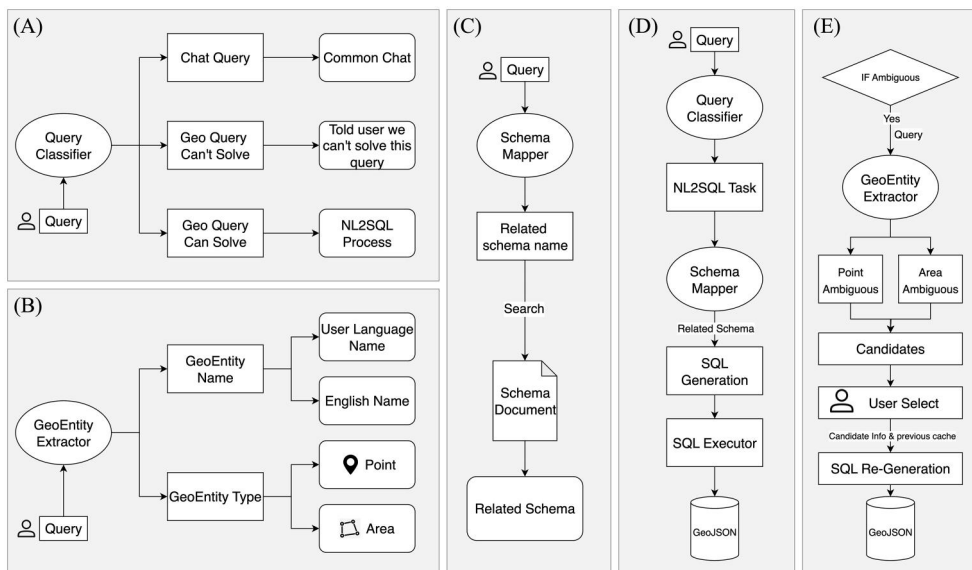 (A)
Chat Query
Common Chat
Query
Classifier
Geo Query
Can't Solve
Told user we
can't solve this
query
Query
Geo Query
Can Solve
NL2SQL
Process
(B)
GeoEntity
Name
User Language
Name
English Name
GeoEntity
Extractor
GeoEntity Type
Point
Area
Query
(C)
Query
Schema
Mapper
Related
schema name
Search
Schema
Document
Related Schema
(D)
Query
Query
Classifier
NL2SQL Task
Schema
Mapper
Related Schema
SQL
Generation
SQL Executor
GeoJSON
(E)
IF Ambiguous
Yes
Query
GeoEntity
Extractor
Point
Ambiguous
Area
Ambiguous
Candidates
User Select
Candidate Info & previous cache
SQL Re-Generation
GeoJSON